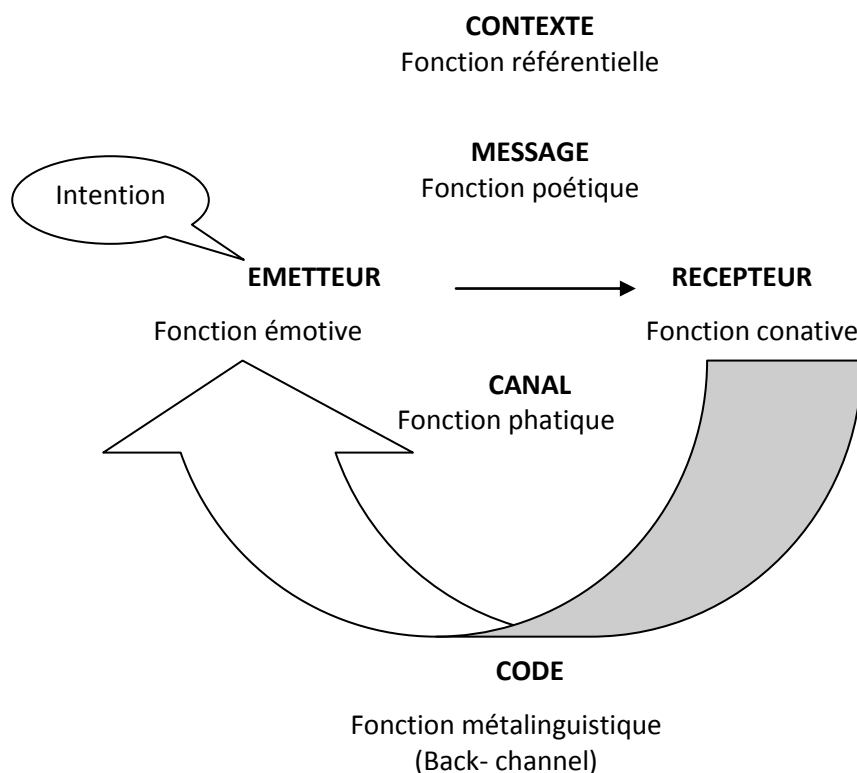 CONTEXTE
Fonction référentielle
MESSAGE
Fonction poétique
Intention
EMETTEUR
RECEPTEUR
Fonction émotive
Fonction conative
CANAL
Fonction phatique
CODE
Fonction métalinguistique
(Back- channel)